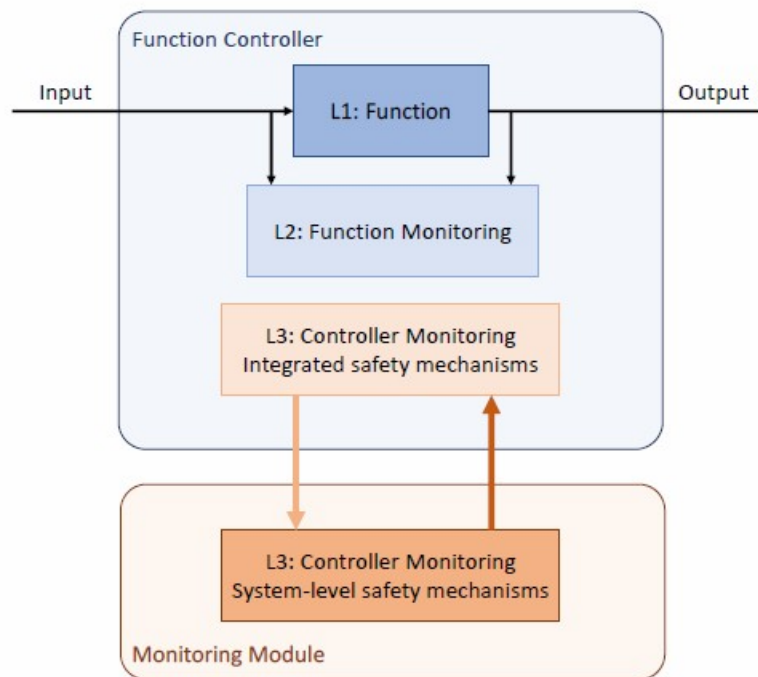 Function Controller
Input
L1: Function
Output
L2: Function Monitoring
L3: Controller Monitoring
Integrated safety mechanisms
L3: Controller Monitoring
System-level safety mechanisms
Monitoring Module